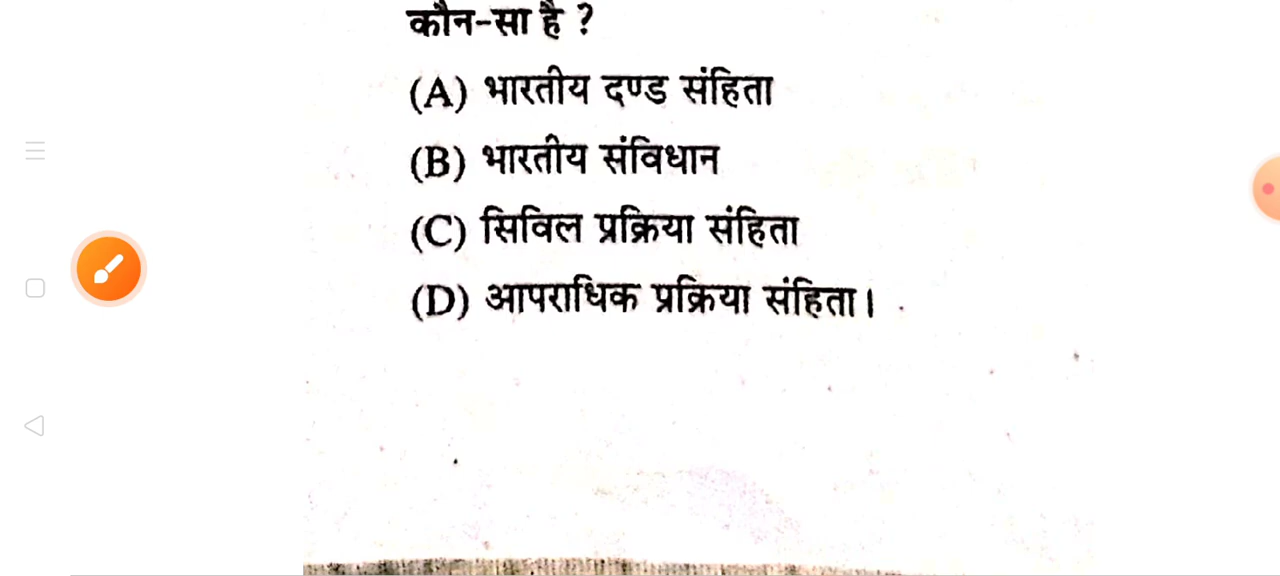 कौन-सा है ?
(A) भारतीय दण्ड संहिता
(B) भारतीय संविधान
(C) सिविल प्रक्रिया संहिता
(D) आपराधिक प्रक्रिया संहिता।